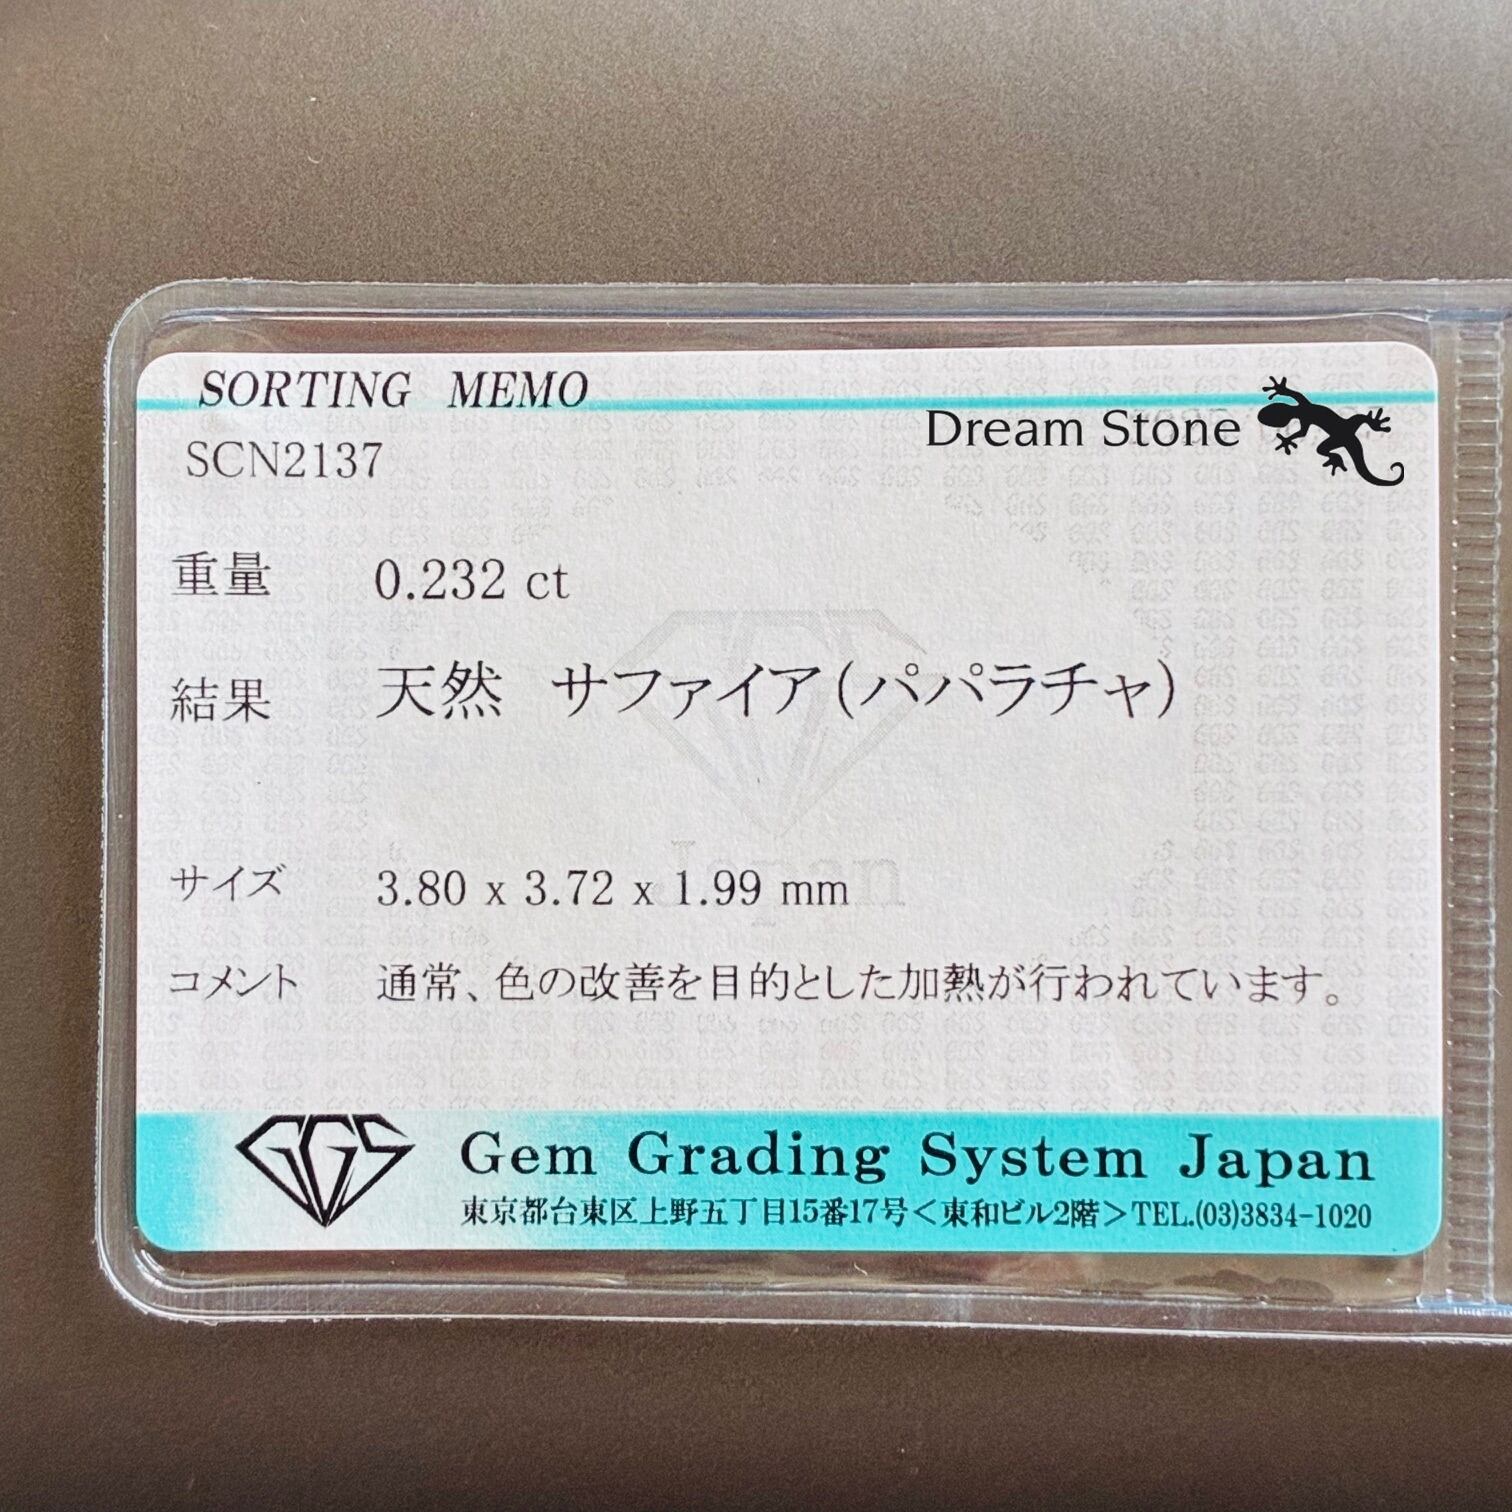 SORTING MEMO
Dream Stone
SCN2137
重量 0.232 ct
結果 天然 サファイア(パパラチャ)
サイズ 3.80 x 3.72 x 1.99 mm
コメント 通常、色の改善を目的とした加熱が行われています。
Japan
GGS Gem Grading System Japan
東京都台東区上野五丁目15番17号<東和ビル2階>TEL.(03)3834-1020